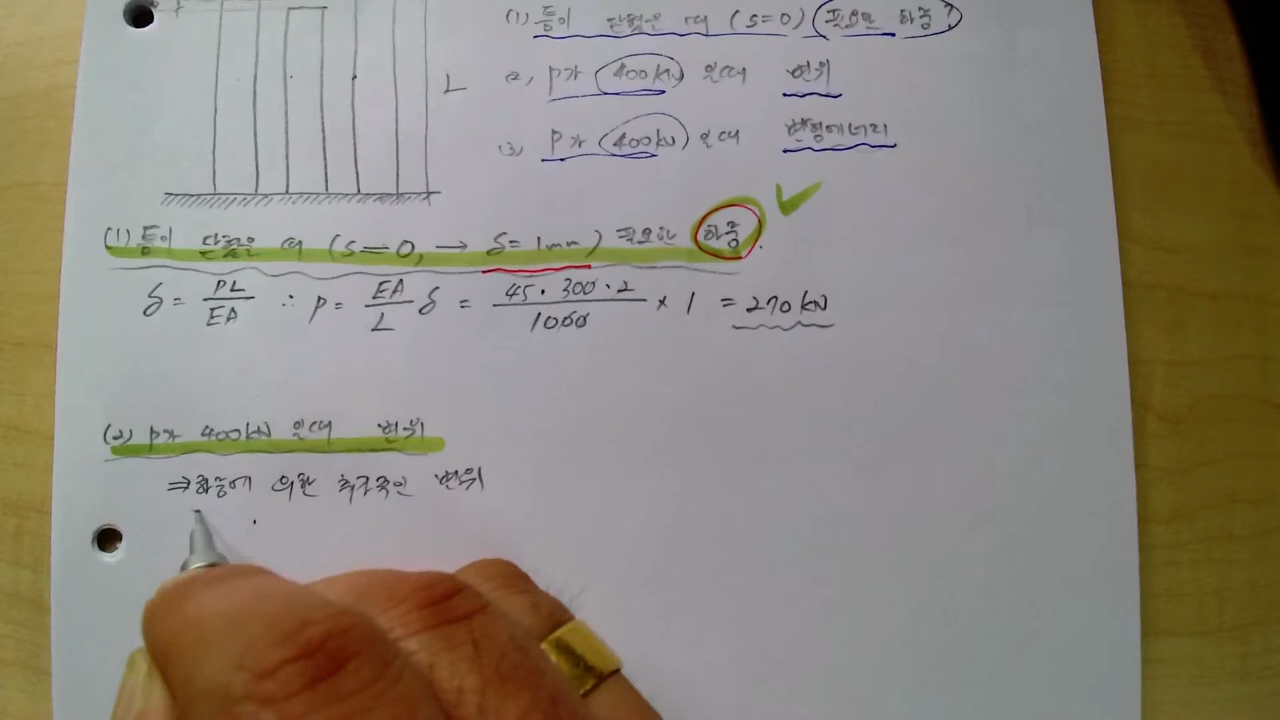 (1) 틈이 단혔을 때 (s=0) 필요한 하중?
(2) P가 400kN 일때 변위
L
(3) P가 400kN 일때 변형에너지
(1) 틈이 닫혔을 때 (s=0, → δ=1mm) 필요한 하중.
δ = PL/EA ∴ P = EA/L δ = 45・300・2/1000 × 1 = 270 kN
(2) P가 400kN 일때 변위
⇒ 하중에 의한 추가적인 변위